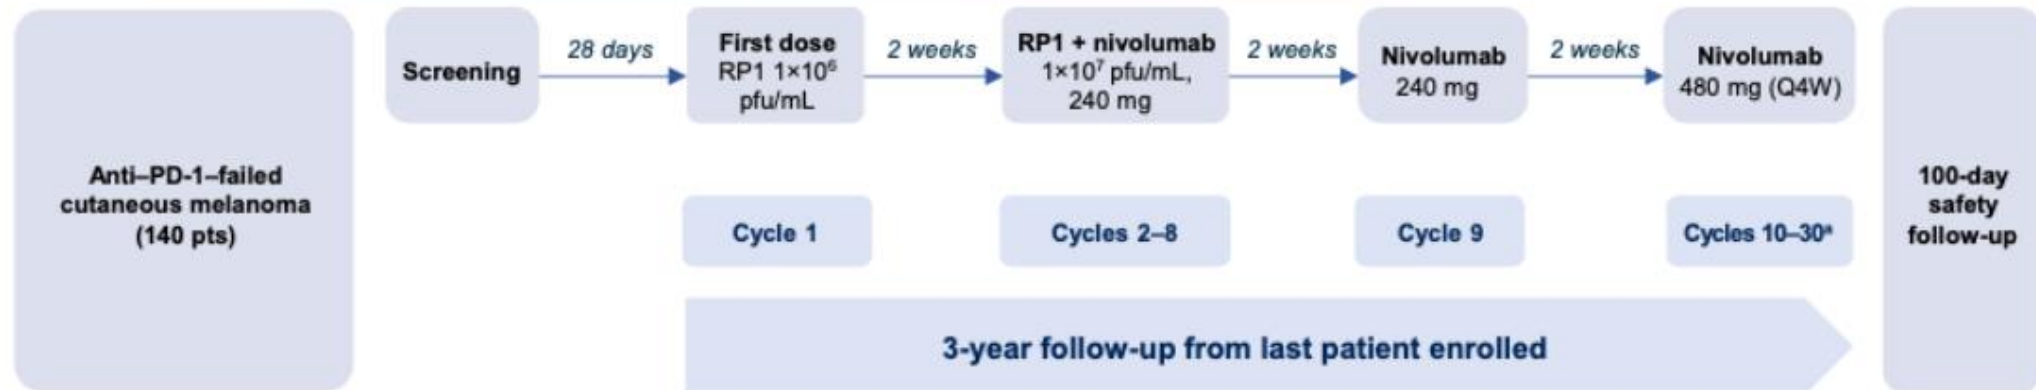 Anti–PD-1–failed
cutaneous melanoma
(140 pts)
Screening
28 days
First dose
RP1 1×10⁶
pfu/mL
2 weeks
RP1 + nivolumab
1×10⁷ pfu/mL,
240 mg
2 weeks
Nivolumab
240 mg
2 weeks
Nivolumab
480 mg (Q4W)
Cycle 1
Cycles 2–8
Cycle 9
Cycles 10–30ᵃ
3-year follow-up from last patient enrolled
100-day
safety
follow-up